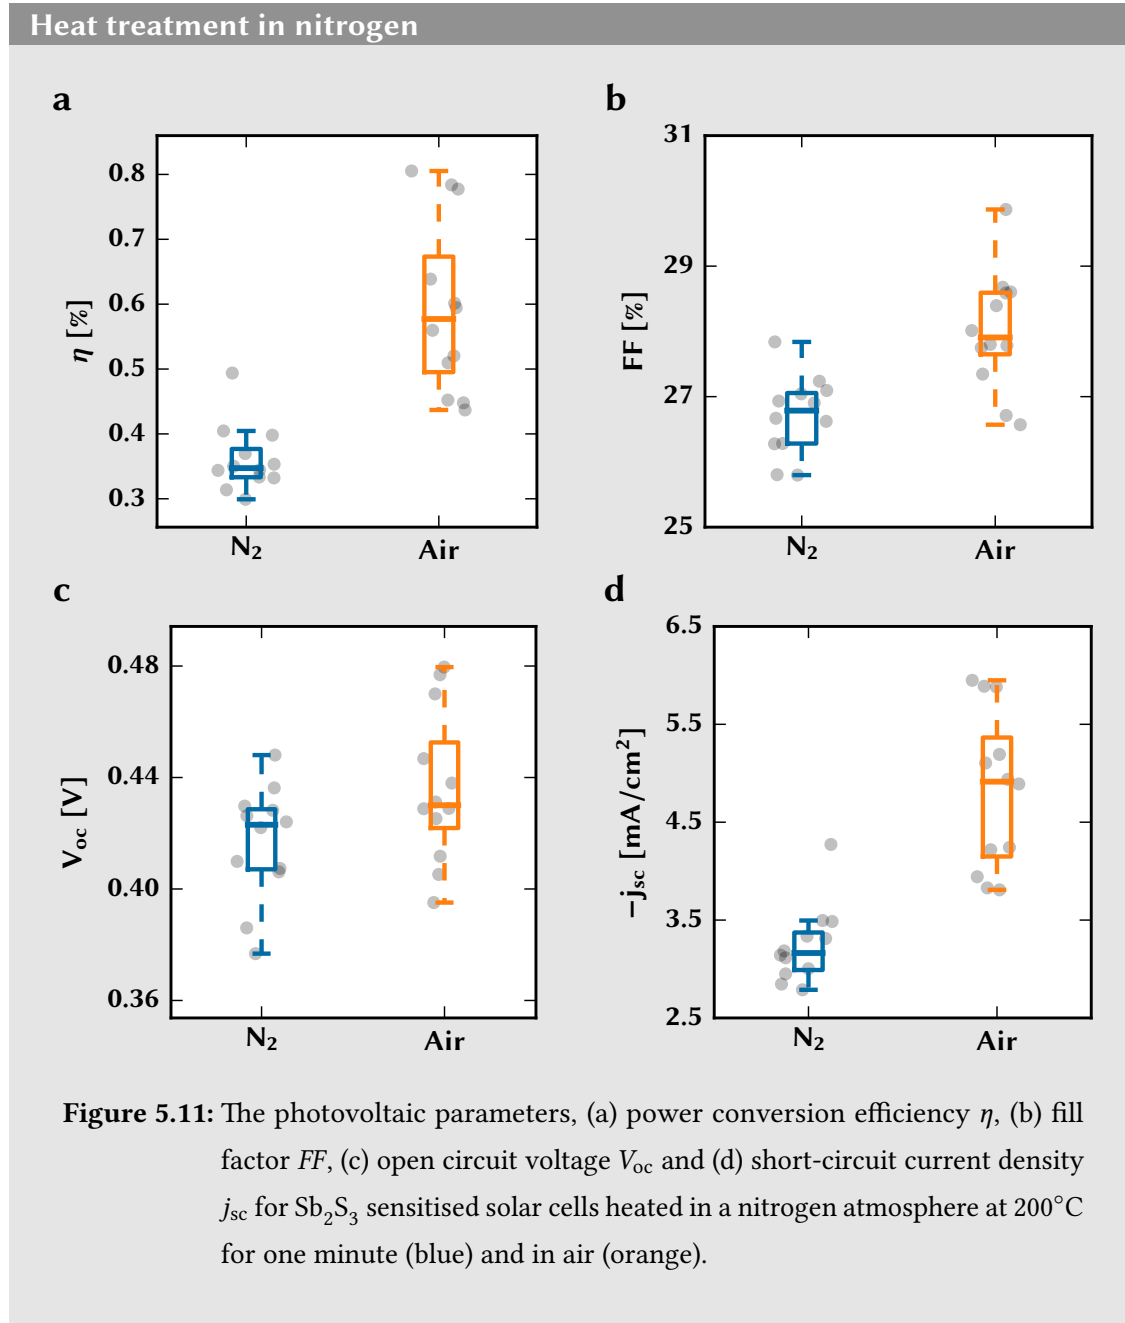 Heat treatment in nitrogen
a
0.8
0.7
0.6
0.5
0.4
0.3
η [%]
N₂ Air
b
31
29
27
25
FF [%]
N₂ Air
c
0.48
0.44
0.40
0.36
Vₒc [V]
N₂ Air
d
6.5
5.5
4.5
3.5
2.5
−jsc [mA/cm²]
N₂ Air
Figure 5.11: The photovoltaic parameters, (a) power conversion efficiency η, (b) fill
factor FF, (c) open circuit voltage Voc and (d) short-circuit current density
jsc for Sb₂S₃ sensitised solar cells heated in a nitrogen atmosphere at 200°C
for one minute (blue) and in air (orange).